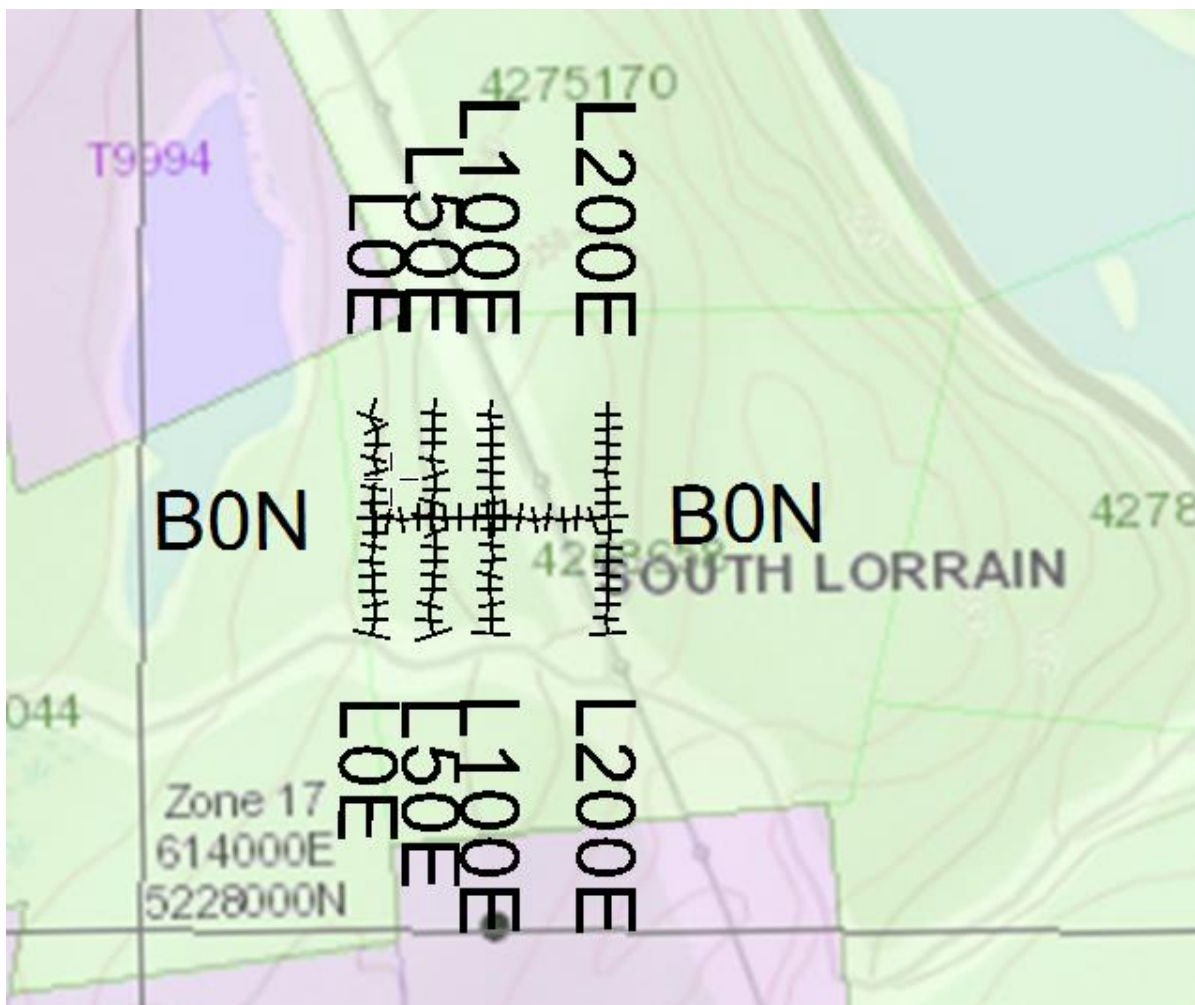 4275170
T9994
L0E
L50E
L100E
L200E
B0N
B0N
4278
SOUTH LORRAIN
044
L0E
L50E
L100E
L200E
Zone 17
614000E
5228000N